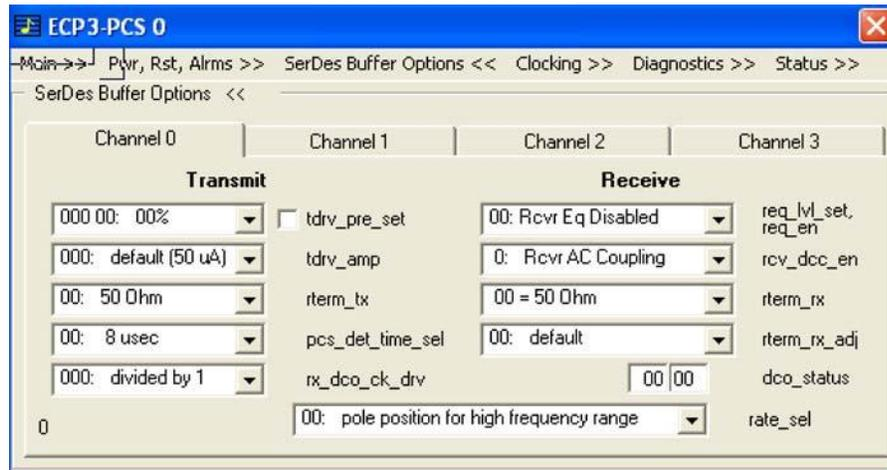 ECP3-PCS 0
Main >> Pwr, Rst, Alrms >> SerDes Buffer Options << Clocking >> Diagnostics >> Status >>
SerDes Buffer Options <<
Channel 0 Channel 1 Channel 2 Channel 3
Transmit Receive
000 00: 00% tdrv_pre_set 00: Rcvr Eq Disabled req_lvl_set, req_en
000: default (50 uA) tdrv_amp 0: Rcvr AC Coupling rcv_dcc_en
00: 50 Ohm rterm_tx 00 = 50 Ohm rterm_rx
00: 8 usec pcs_det_time_sel 00: default rterm_rx_adj
000: divided by 1 rx_dco_ck_drv 00 00 dco_status
0 00: pole position for high frequency range rate_sel